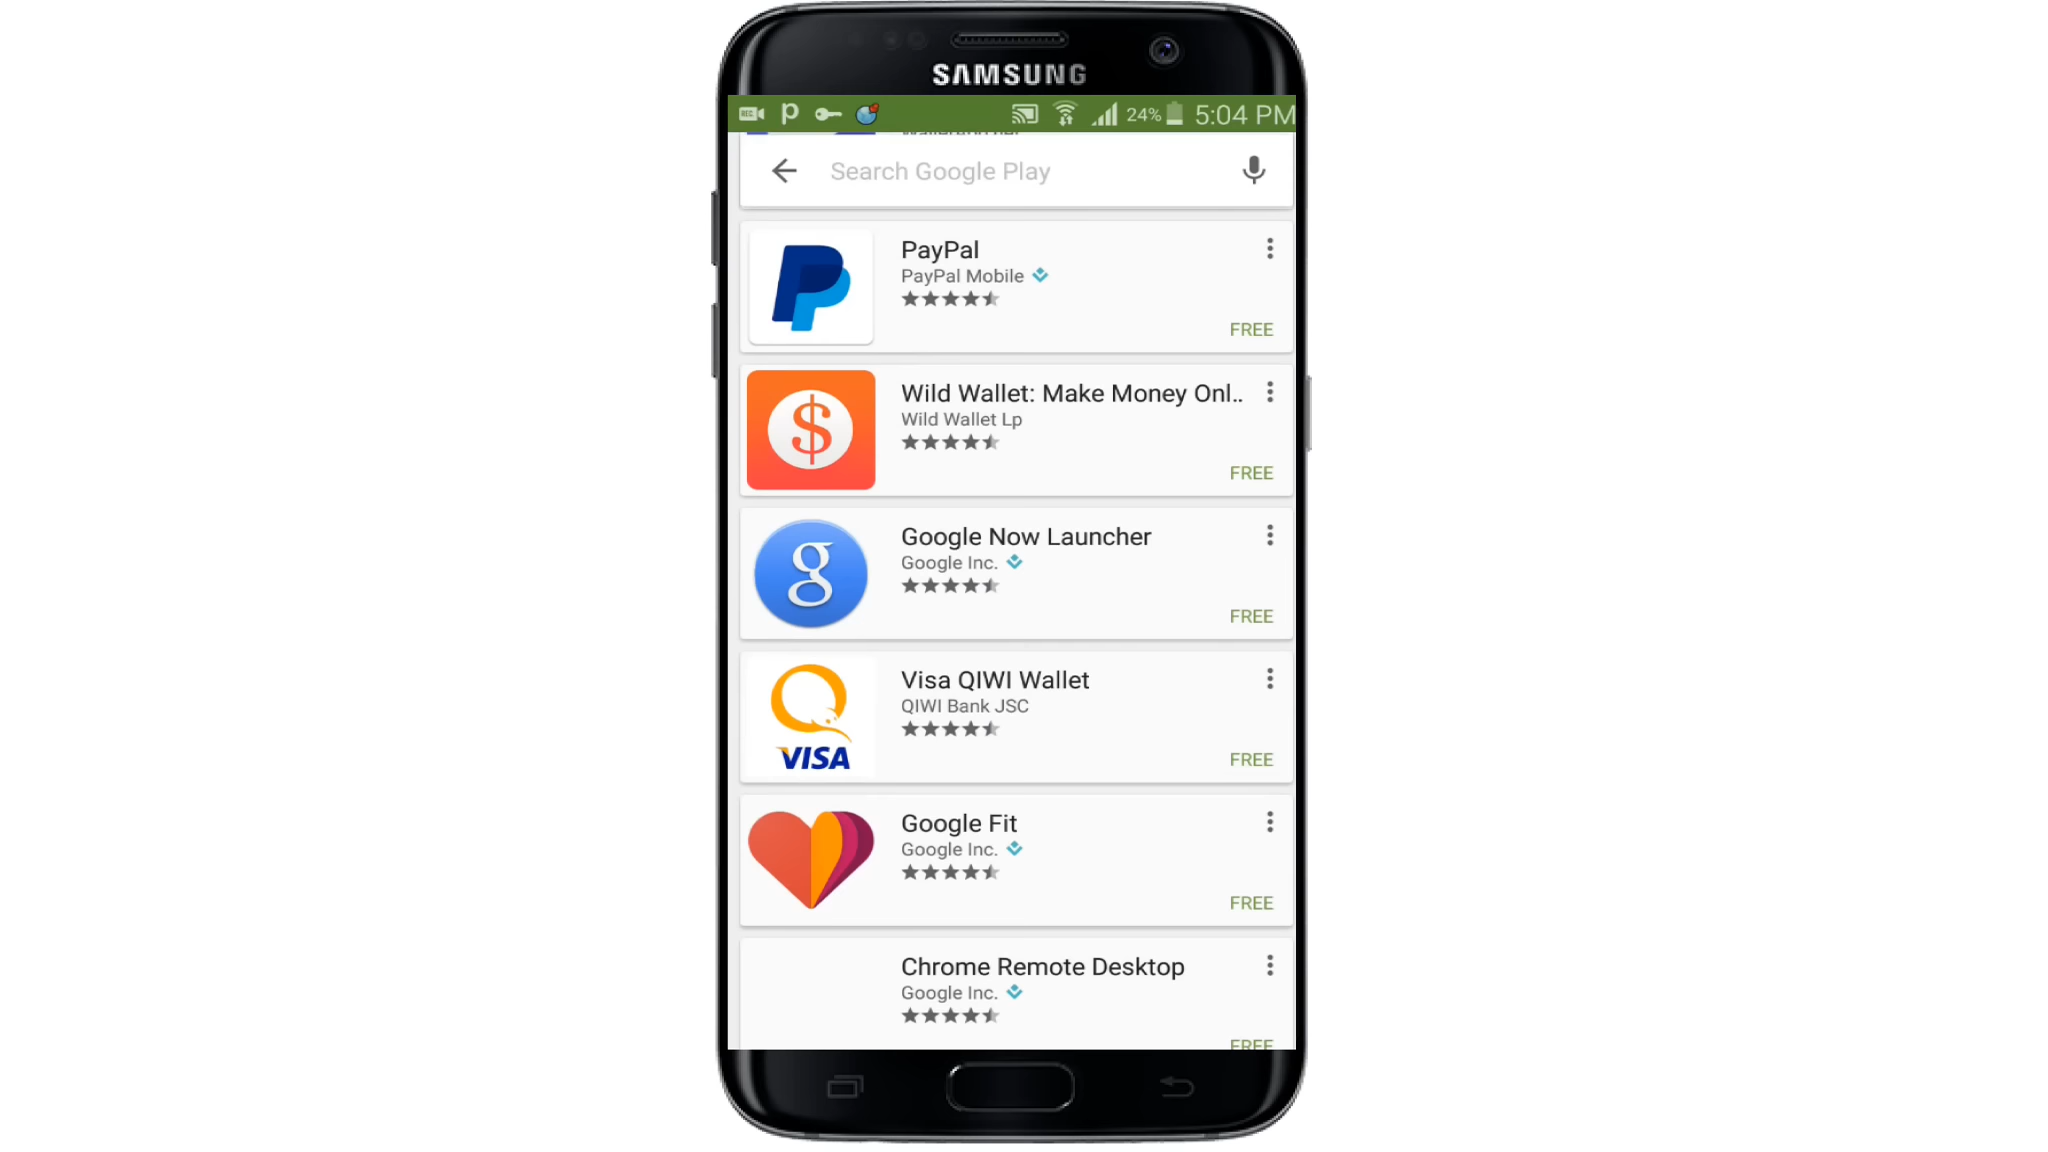 SAMSUNG
REC p 24% 5:04 PM
Search Google Play
PayPal
PayPal Mobile
FREE
$
Wild Wallet: Make Money Onl..
Wild Wallet Lp
FREE
g
Google Now Launcher
Google Inc.
FREE
VISA
Visa QIWI Wallet
QIWI Bank JSC
FREE
Google Fit
Google Inc.
FREE
Chrome Remote Desktop
Google Inc.
FREE